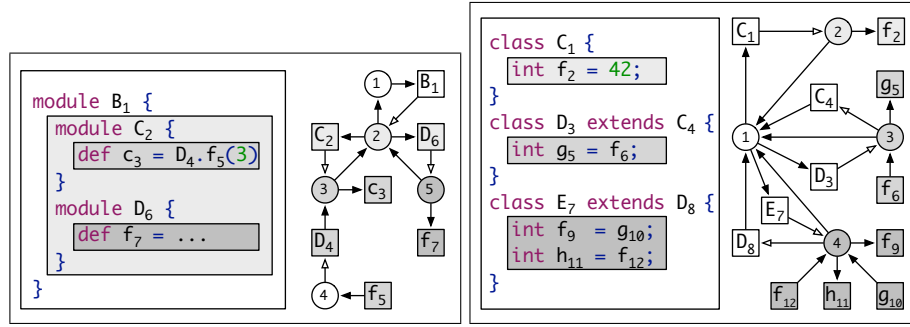 module B₁ {
module C₂ {
def c₃ = D₄.f₅(3)
}
module D₆ {
def f₇ = ...
}
}
1
B₁
C₂
2
D₆
3
c₃
5
D₄
f₇
4
f₅
class C₁ {
int f₂ = 42;
}
class D₃ extends C₄ {
int g₅ = f₆;
}
class E₇ extends D₈ {
int f₉ = g₁₀;
int h₁₁ = f₁₂;
}
C₁
2
f₂
g₅
C₄
1
3
D₃
f₆
E₇
D₈
4
f₉
f₁₂
h₁₁
g₁₀